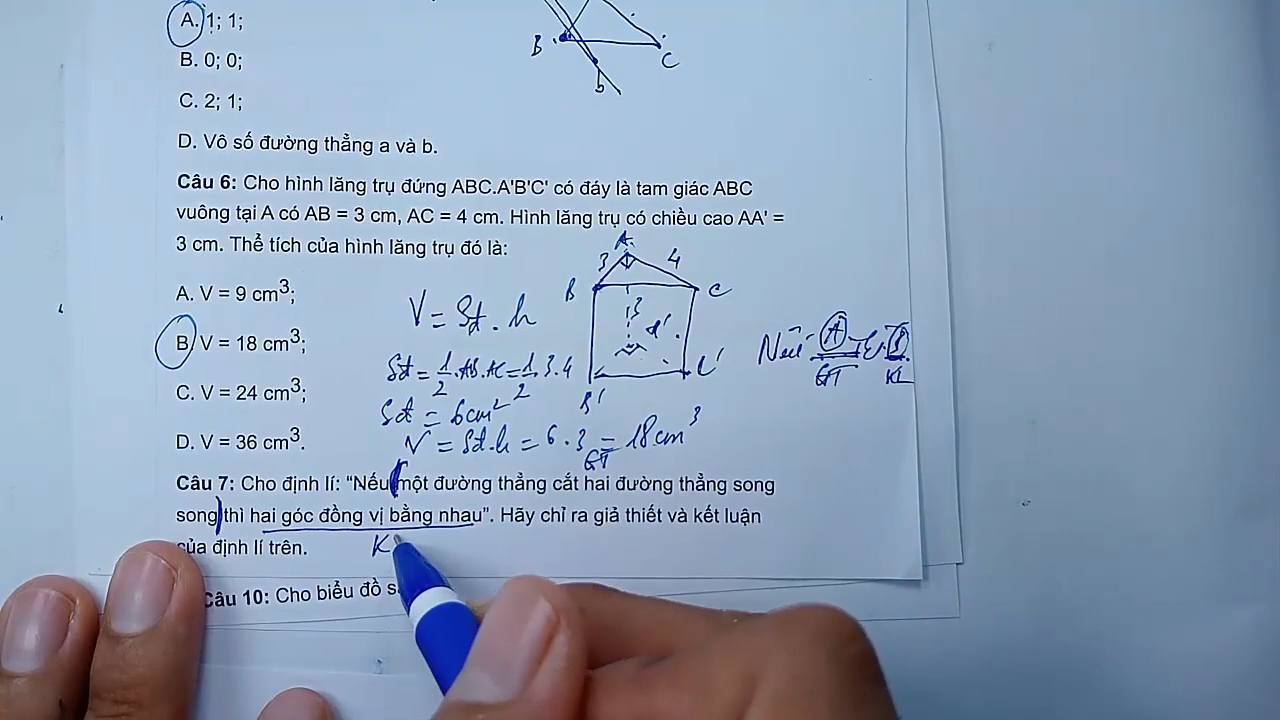 A. 1; 1;
B. 0; 0;
C. 2; 1;
D. Vô số đường thẳng a và b.
B
C
b
Câu 6: Cho hình lăng trụ đứng ABC.A'B'C' có đáy là tam giác ABC
vuông tại A có AB = 3 cm, AC = 4 cm. Hình lăng trụ có chiều cao AA' =
3 cm. Thể tích của hình lăng trụ đó là:
A. V = 9 cm³;
B. V = 18 cm³;
C. V = 24 cm³;
D. V = 36 cm³.
A
3
4
B
C
3
A'
B'
C'
V = Sđ . h
Sđ = 1/2 . AB . AC = 1/2 . 3 . 4
Sđ = 6cm²
V = Sđ . h = 6 . 3 = 18cm³
Nếu A
GT
KL
GT
Câu 7: Cho định lí: “Nếu một đường thẳng cắt hai đường thẳng song
song thì hai góc đồng vị bằng nhau”. Hãy chỉ ra giả thiết và kết luận
của định lí trên.
K
Câu 10: Cho biểu đồ